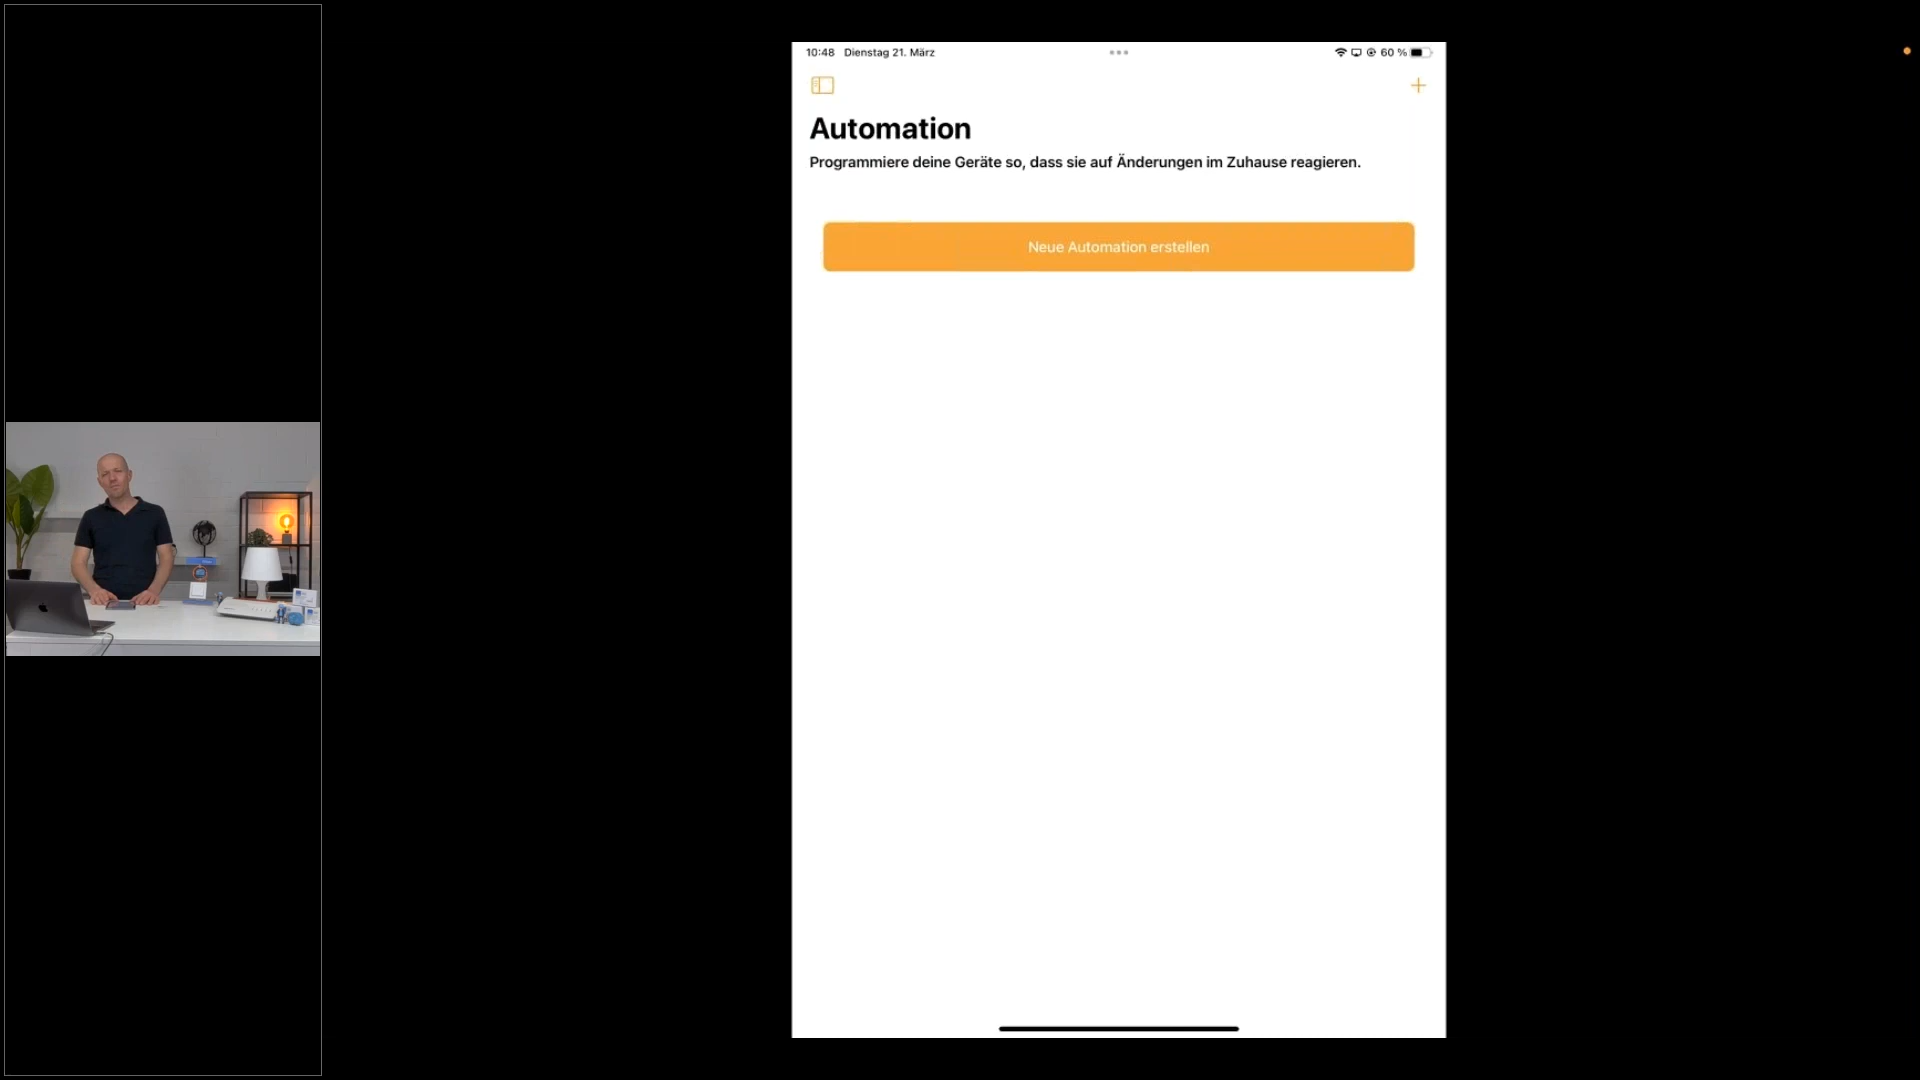 10:48 Dienstag 21. März
60 %
Automation
Programmiere deine Geräte so, dass sie auf Änderungen im Zuhause reagieren.
Neue Automation erstellen